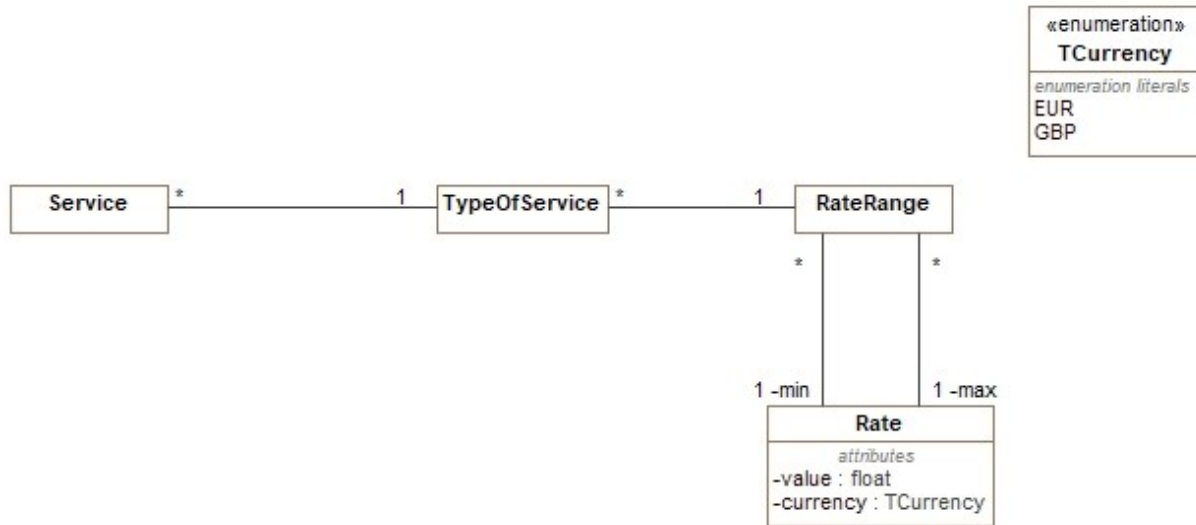 «enumeration»
TCurrency
enumeration literals
EUR
GBP
Service
* 1
TypeOfService
* 1
RateRange
* *
1 -min 1 -max
Rate
attributes
-value : float
-currency : TCurrency